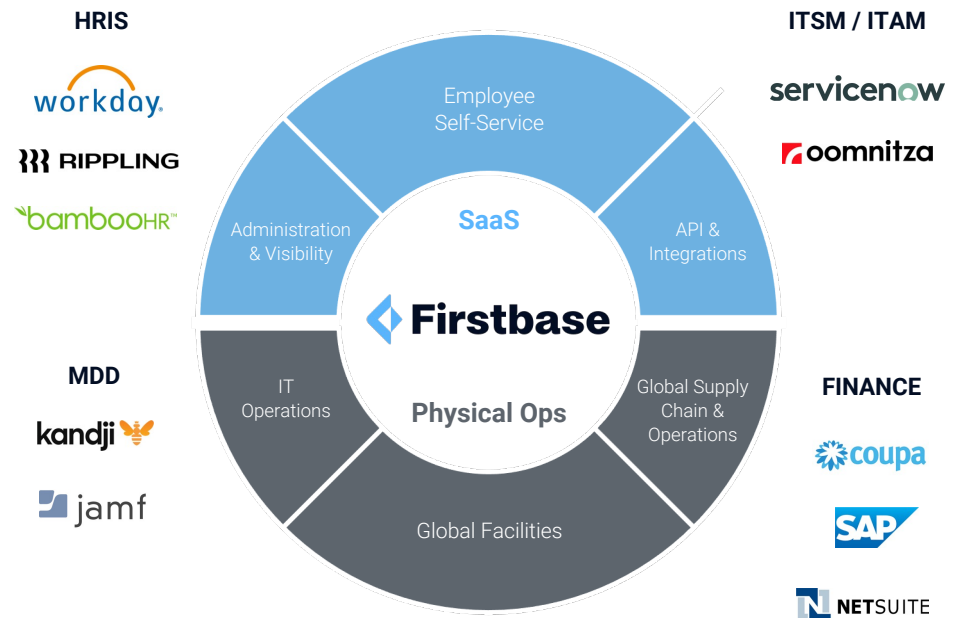 HRIS
workday.
RIPPLING
bambooHR™
ITSM / ITAM
servicenow
oomnitza
Employee
Self-Service
Administration
& Visibility
API &
Integrations
SaaS
Firstbase
Physical Ops
IT
Operations
Global Supply
Chain &
Operations
Global Facilities
MDD
kandji
jamf
FINANCE
coupa
SAP
NETSUITE